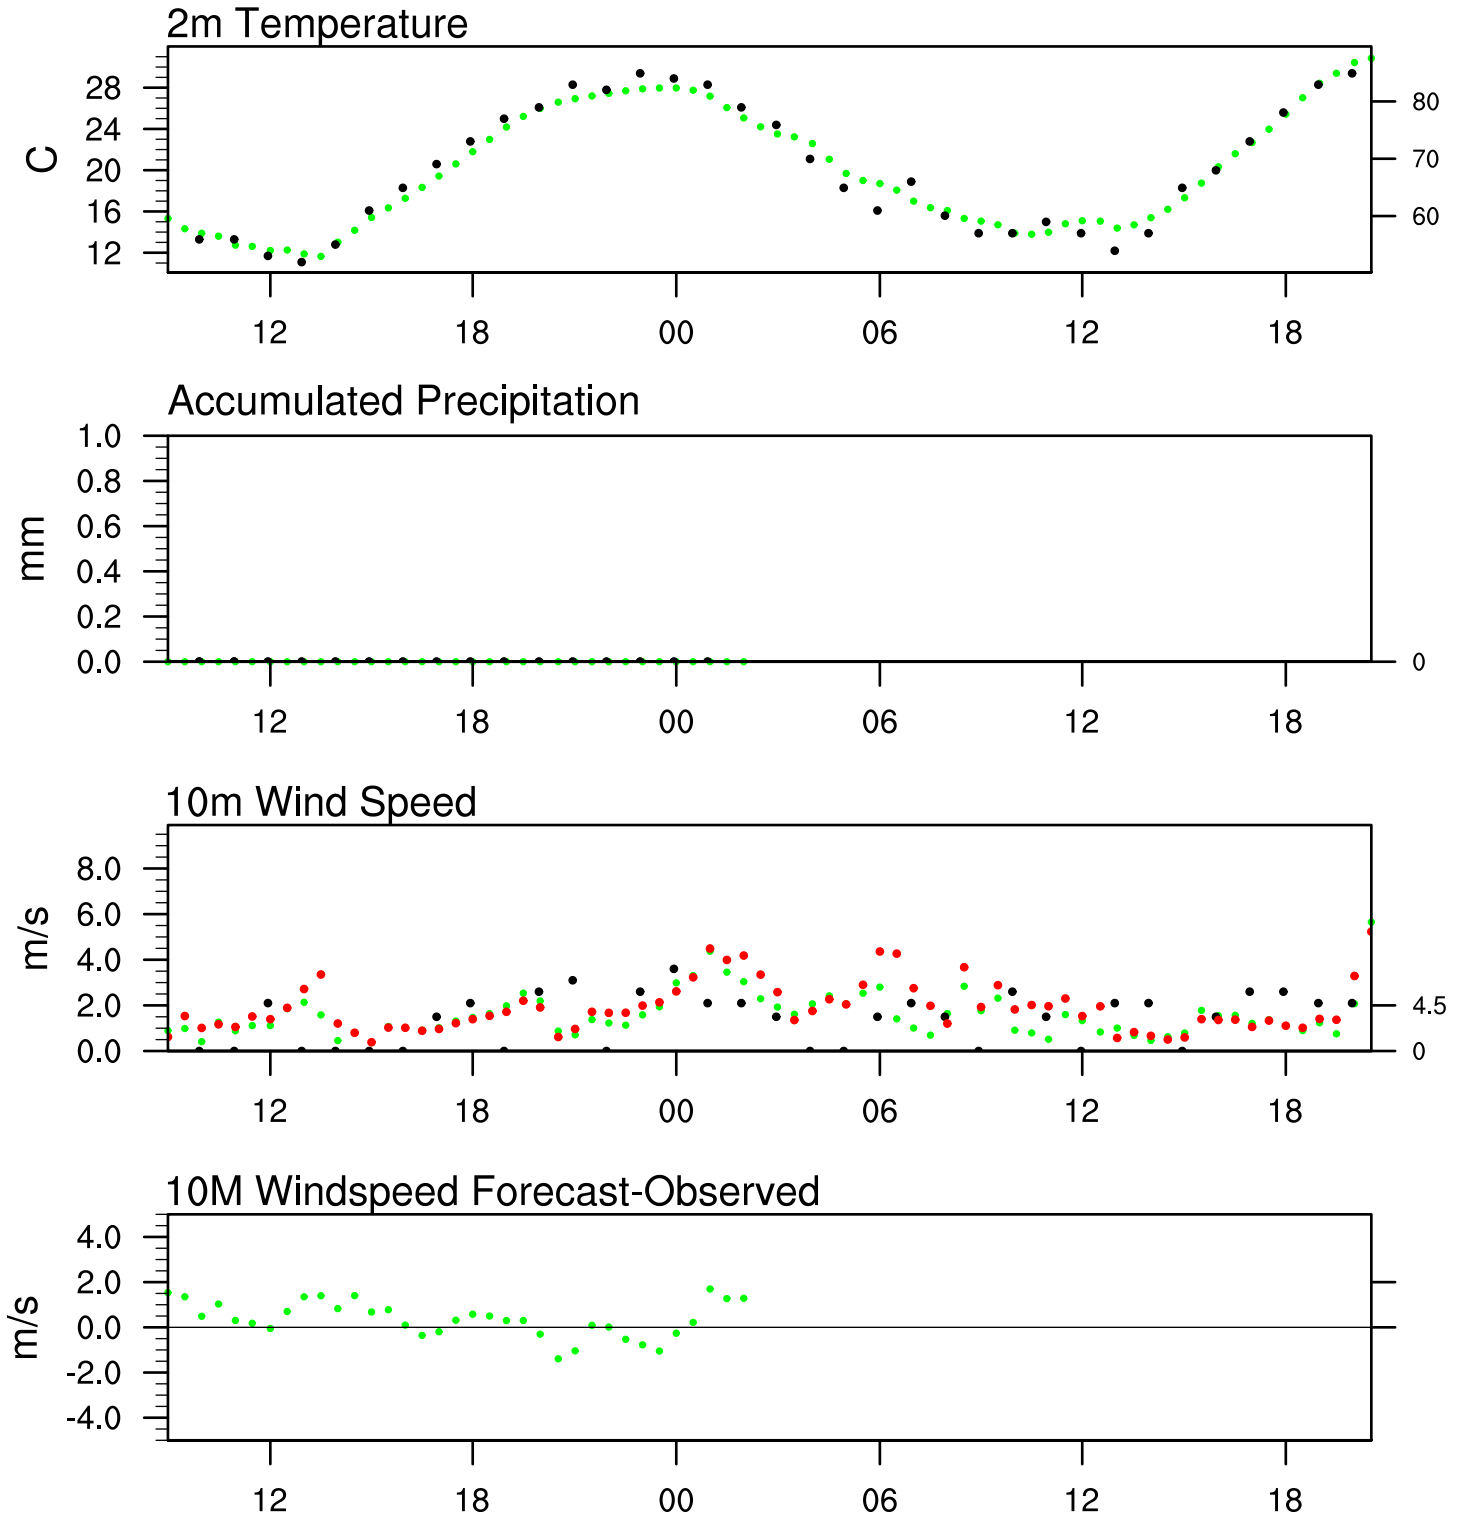 2m Temperature
28
24
20
16
12
C
80
70
60
12 18 00 06 12 18
Accumulated Precipitation
1.0
0.8
0.6
0.4
0.2
0.0
mm
0
12 18 00 06 12 18
10m Wind Speed
8.0
6.0
4.0
2.0
0.0
m/s
4.5
0
12 18 00 06 12 18
10M Windspeed Forecast-Observed
4.0
2.0
0.0
-2.0
-4.0
m/s
12 18 00 06 12 18